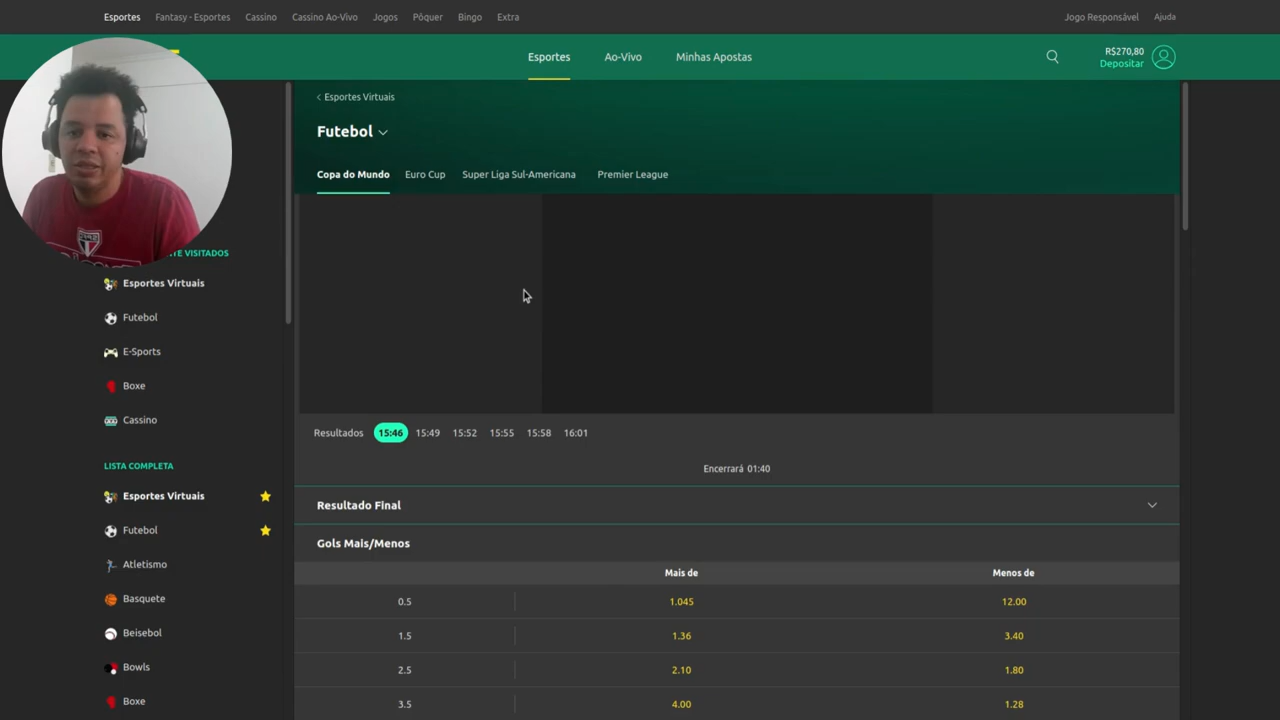 Esportes Fantasy - Esportes Cassino Cassino Ao-Vivo Jogos Pôquer Bingo Extra Jogo Responsável Ajuda
Esportes Ao-Vivo Minhas Apostas R$270,80
Depositar
Esportes Virtuais
Futebol
Copa do Mundo Euro Cup Super Liga Sul-Americana Premier League
VISITADOS
Esportes Virtuais
Futebol
E-Sports
Boxe
Cassino
LISTA COMPLETA
Esportes Virtuais
Futebol
Atletismo
Basquete
Beisebol
Bowls
Boxe
Resultados 15:46 15:49 15:52 15:55 15:58 16:01
Encerrará 01:40
Resultado Final
Gols Mais/Menos
Mais de Menos de
0.5 1.045 12.00
1.5 1.36 3.40
2.5 2.10 1.80
3.5 4.00 1.28